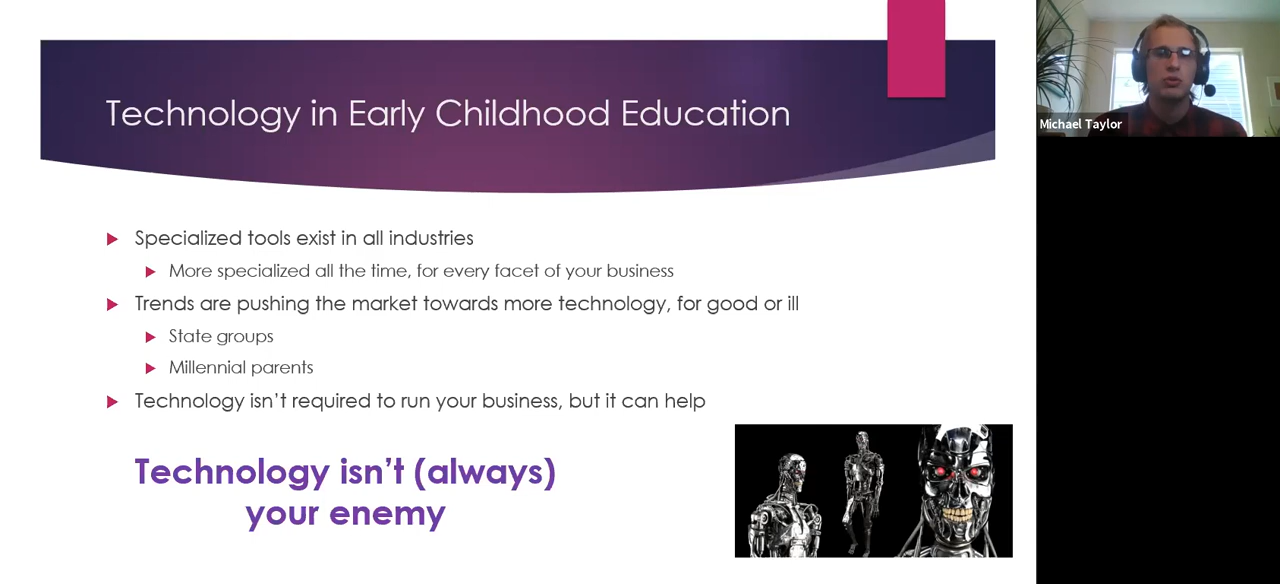 Technology in Early Childhood Education
Specialized tools exist in all industries
More specialized all the time, for every facet of your business
Trends are pushing the market towards more technology, for good or ill
State groups
Millennial parents
Technology isn't required to run your business, but it can help
Technology isn't (always)
your enemy
Michael Taylor